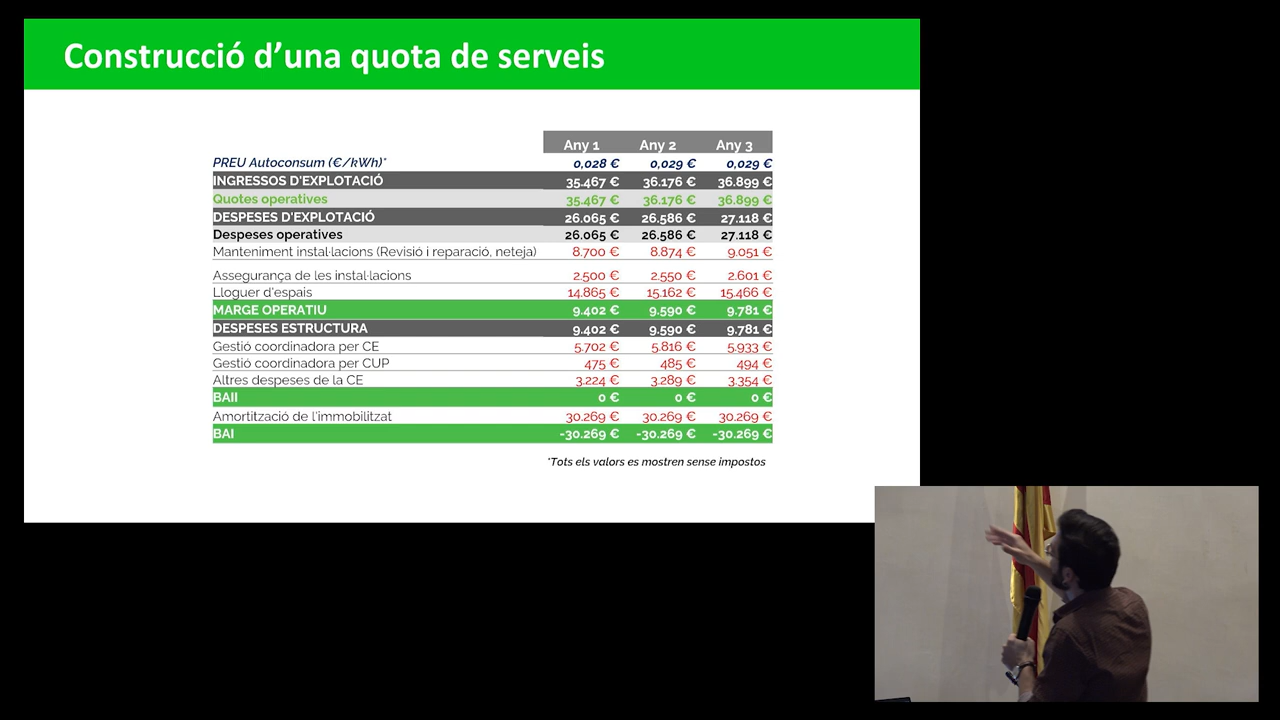 Construcció d'una quota de serveis
Any 1 Any 2 Any 3
PREU Autoconsum (€/kWh)* 0,028 € 0,029 € 0,029 €
INGRESSOS D'EXPLOTACIÓ 35.467 € 36.176 € 36.899 €
Quotes operatives 35.467 € 36.176 € 36.899 €
DESPESES D'EXPLOTACIÓ 26.065 € 26.586 € 27.118 €
Despeses operatives 26.065 € 26.586 € 27.118 €
Manteniment instal·lacions (Revisió i reparació, neteja) 8.700 € 8.874 € 9.051 €
Assegurança de les instal·lacions 2.500 € 2.550 € 2.601 €
Lloguer d'espais 14.865 € 15.162 € 15.466 €
MARGE OPERATIU 9.402 € 9.590 € 9.781 €
DESPESES ESTRUCTURA 9.402 € 9.590 € 9.781 €
Gestió coordinadora per CE 5.702 € 5.816 € 5.933 €
Gestió coordinadora per CUP 475 € 485 € 494 €
Altres despeses de la CE 3.224 € 3.289 € 3.354 €
BAII 0 € 0 € 0 €
Amortització de l'immobilitzat 30.269 € 30.269 € 30.269 €
BAI -30.269 € -30.269 € -30.269 €
*Tots els valors es mostren sense impostos